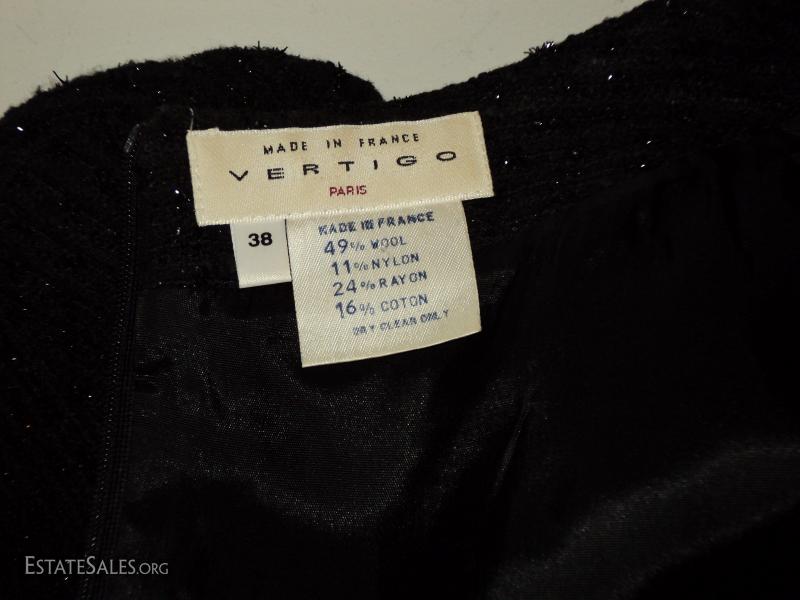 MADE IN FRANCE
VERTIGO
PARIS
38
MADE IN FRANCE
49% WOOL
11% NYLON
24% RAYON
16% COTON
DRY CLEAN ONLY
ESTATESALES.ORG